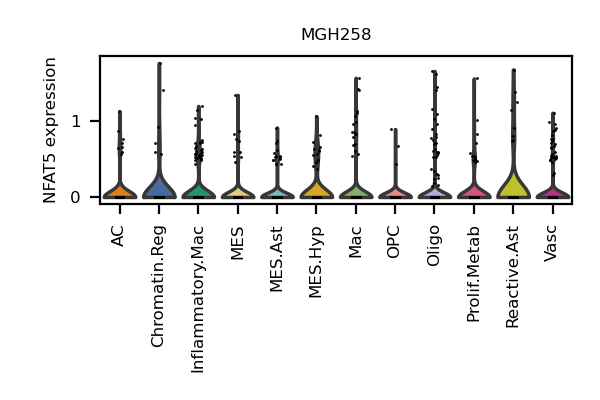 MGH258
NFAT5 expression
1
0
AC
Chromatin.Reg
Inflammatory.Mac
MES
MES.Ast
MES.Hyp
Mac
OPC
Oligo
Prolif.Metab
Reactive.Ast
Vasc